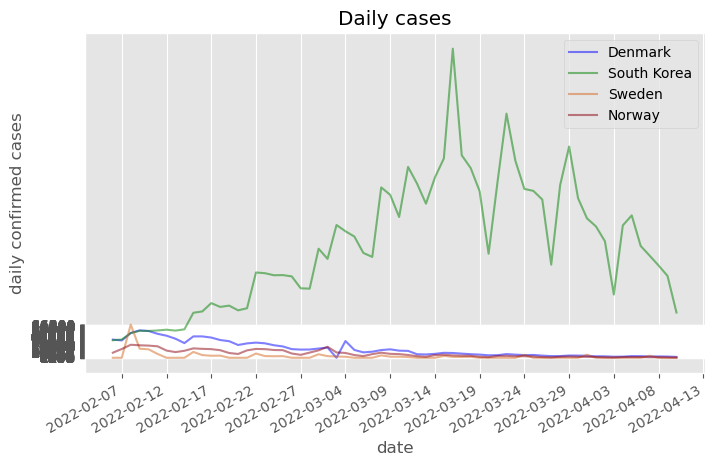 Daily cases
Denmark
South Korea
Sweden
Norway
daily confirmed cases
2022-02-07
2022-02-12
2022-02-17
2022-02-22
2022-02-27
2022-03-04
2022-03-09
2022-03-14
2022-03-19
2022-03-24
2022-03-29
2022-04-03
2022-04-08
2022-04-13
date